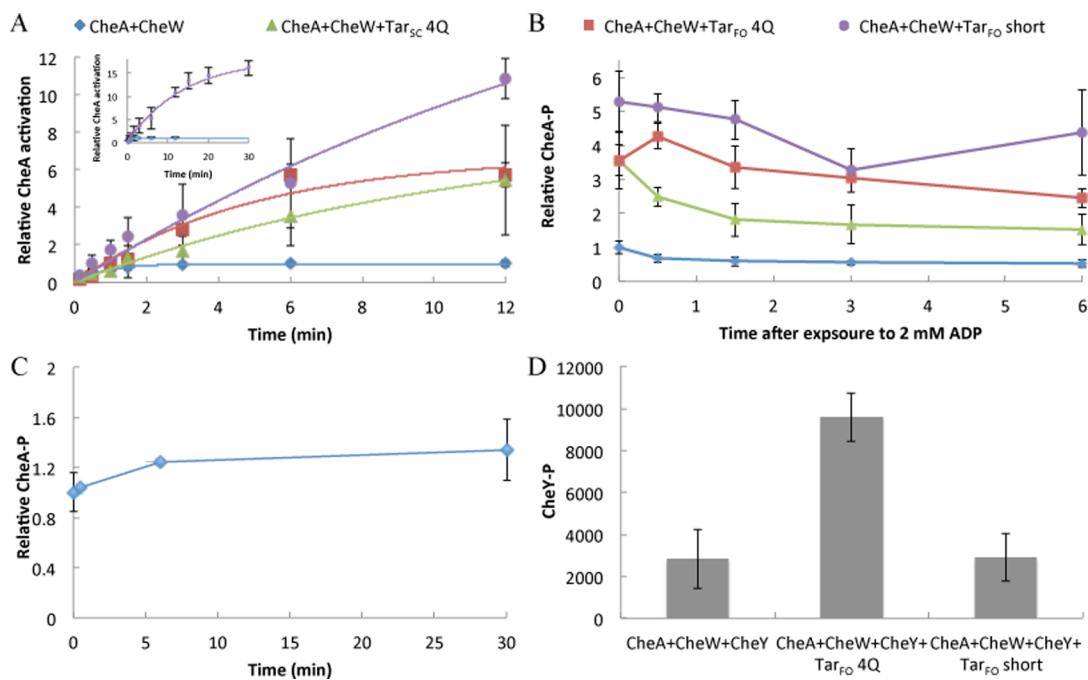 A
CheA+CheW
CheA+CheW+TarSC 4Q
B
CheA+CheW+TarFO 4Q
CheA+CheW+TarFO short
Relative CheA activation
12
10
8
6
4
2
0
0
2
4
6
8
10
12
Time (min)
Relative CheA activation
15
10
5
0
0
10
20
30
Time (min)
Relative CheA-P
6
5
4
3
2
1
0
0
1
2
3
4
5
6
Time after expsoure to 2 mM ADP
C
Relative CheA-P
2
1.6
1.2
0.8
0.4
0
0
5
10
15
20
25
30
Time (min)
D
CheY-P
12000
10000
8000
6000
4000
2000
0
CheA+CheW+CheY
CheA+CheW+CheY+
TarFO 4Q
CheA+CheW+CheY+
TarFO short